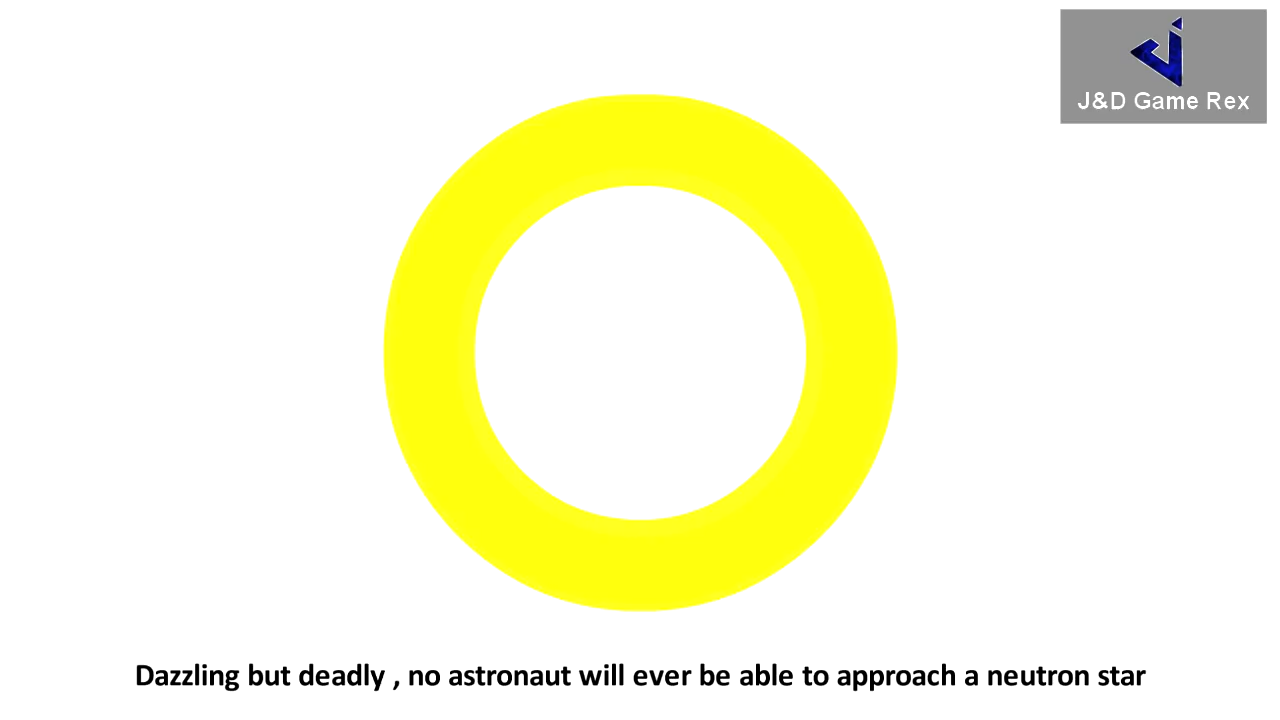 J&D Game Rex
Dazzling but deadly , no astronaut will ever be able to approach a neutron star